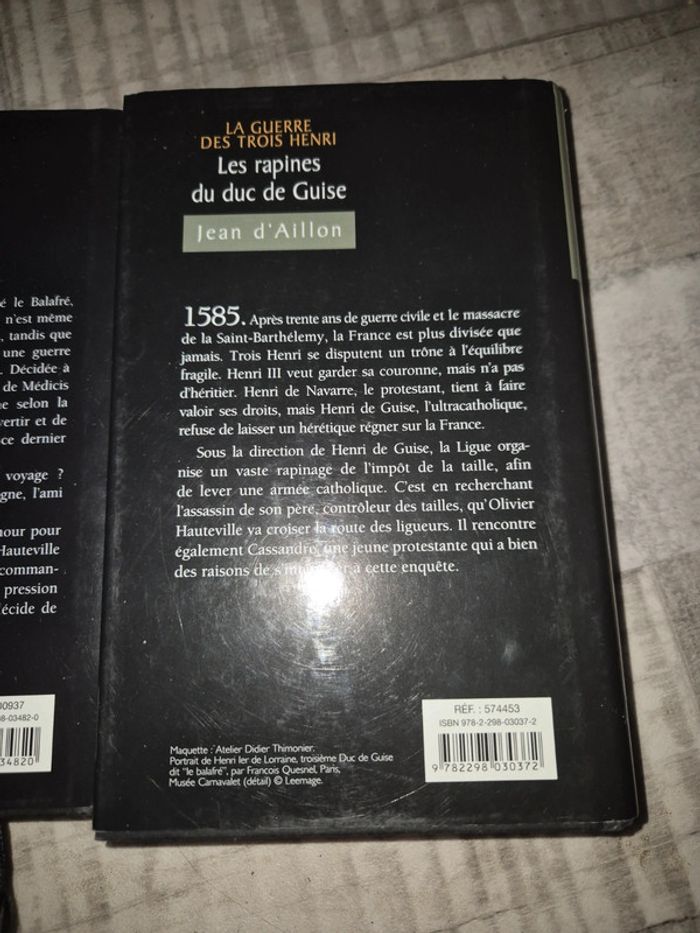 é le Balafré,
n'est même
, tandis que
une guerre
. Décidée à
de Médicis
e selon la
vertir et de
ce dernier
voyage ?
gne, l'ami
nour pour
Hauteville
comman-
pression
écide de
00937
8-03482-0
34820
LA GUERRE
DES TROIS HENRI
Les rapines
du duc de Guise
Jean d'Aillon
1585. Après trente ans de guerre civile et le massacre
de la Saint-Barthélemy, la France est plus divisée que
jamais. Trois Henri se disputent un trône à l'équilibre
fragile. Henri III veut garder sa couronne, mais n'a pas
d'héritier. Henri de Navarre, le protestant, tient à faire
valoir ses droits, mais Henri de Guise, l'ultracatholique,
refuse de laisser un hérétique régner sur la France.
Sous la direction de Henri de Guise, la Ligue orga-
nise un vaste rapinage de l'impôt de la taille, afin
de lever une armée catholique. C'est en recherchant
l'assassin de son père, contrôleur des tailles, qu'Olivier
Hauteville va croiser la route des ligueurs. Il rencontre
également Cassandre, une jeune protestante qui a bien
des raisons de à cette enquête.
RÉF. : 574453
ISBN 978-2-298-03037-2
9 782298 030372
Maquette : Atelier Didier Thimonier.
Portrait de Henri Ier de Lorraine, troisième Duc de Guise
dit "le balafré", par François Quesnel, Paris,
Musée Carnavalet (détail) © Leemage.